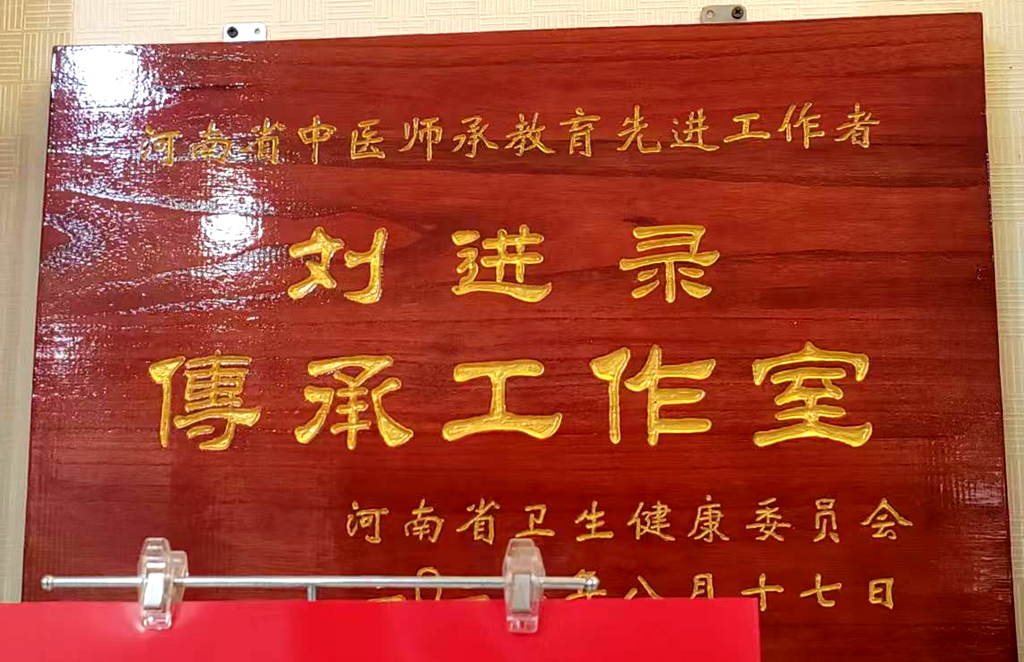 河南省中医师承教育先进工作者
刘进录
傳承工作室
河南省卫生健康委员会
年八月十七日